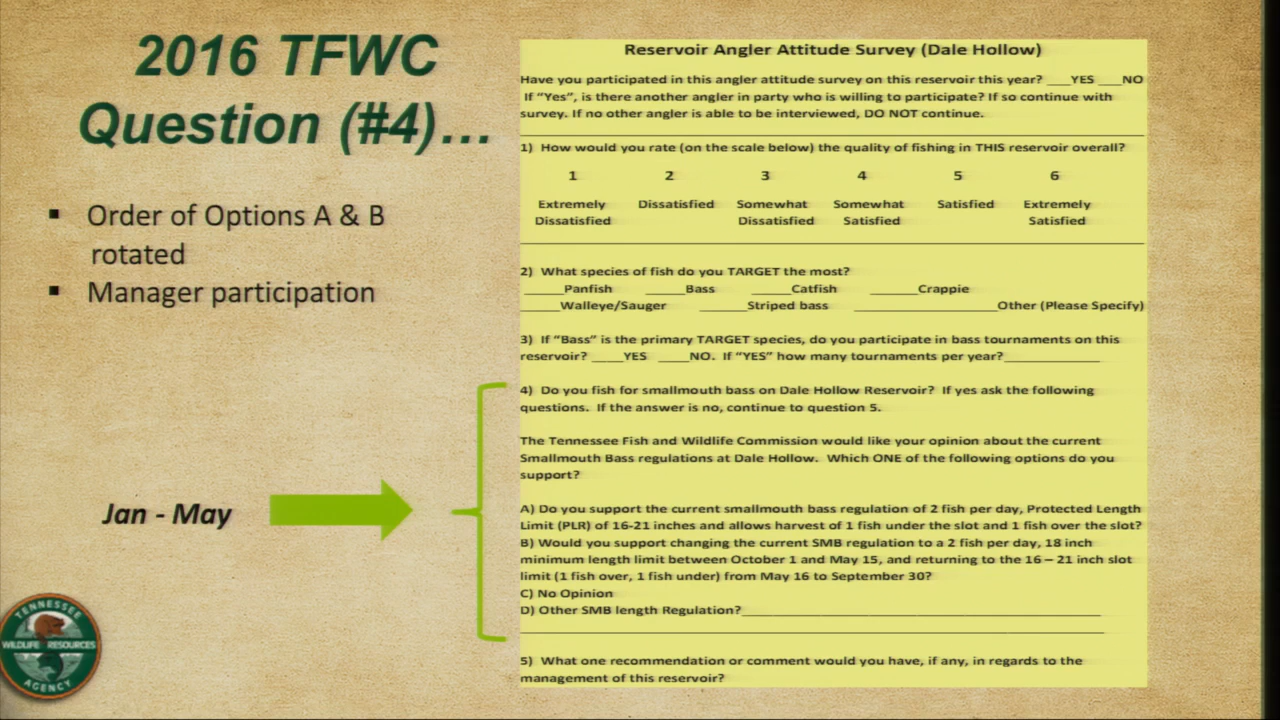 2016 TFWC
Question (#4)…
▪ Order of Options A & B
rotated
▪ Manager participation
Jan - May
TENNESSEE
WILDLIFE RESOURCES
AGENCY
Reservoir Angler Attitude Survey (Dale Hollow)
Have you participated in this angler attitude survey on this reservoir this year? ___YES ___NO
If “Yes”, is there another angler in party who is willing to participate? If so continue with
survey. If no other angler is able to be interviewed, DO NOT continue.
1) How would you rate (on the scale below) the quality of fishing in THIS reservoir overall?
1 2 3 4 5 6
Extremely Dissatisfied Somewhat Somewhat Satisfied Extremely
Dissatisfied Dissatisfied Satisfied Satisfied
2) What species of fish do you TARGET the most?
_____Panfish _____Bass _____Catfish ______Crappie
_____Walleye/Sauger ______Striped bass __________________Other (Please Specify)
3) If “Bass” is the primary TARGET species, do you participate in bass tournaments on this
reservoir? ____YES ____NO. If “YES” how many tournaments per year?____________
4) Do you fish for smallmouth bass on Dale Hollow Reservoir? If yes ask the following
questions. If the answer is no, continue to question 5.
The Tennessee Fish and Wildlife Commission would like your opinion about the current
Smallmouth Bass regulations at Dale Hollow. Which ONE of the following options do you
support?
A) Do you support the current smallmouth bass regulation of 2 fish per day, Protected Length
Limit (PLR) of 16-21 inches and allows harvest of 1 fish under the slot and 1 fish over the slot?
B) Would you support changing the current SMB regulation to a 2 fish per day, 18 inch
minimum length limit between October 1 and May 15, and returning to the 16 – 21 inch slot
limit (1 fish over, 1 fish under) from May 16 to September 30?
C) No Opinion
D) Other SMB length Regulation?______________________________________________
5) What one recommendation or comment would you have, if any, in regards to the
management of this reservoir?